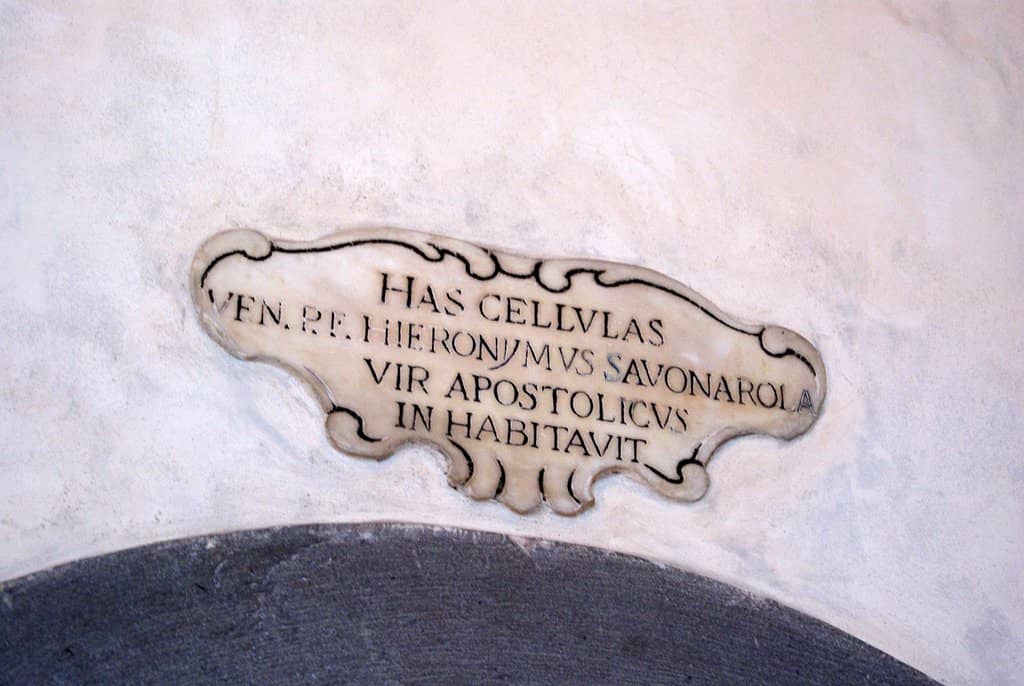 HAS CELLVLAS
VEN. P.F. HIERONYMVS SAVONAROLA
VIR APOSTOLICVS
IN HABITAVIT